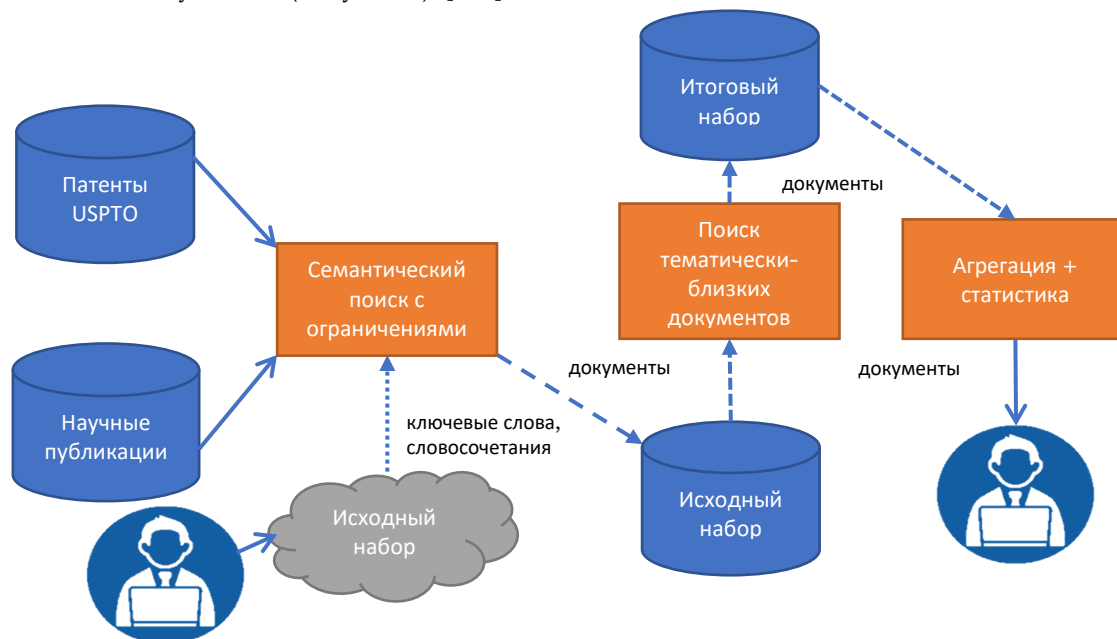 Патенты
USPTO
Научные
публикации
Семантический
поиск с
ограничениями
ключевые слова,
словосочетания
Исходный
набор
документы
Исходный
набор
Поиск
тематически-
близких
документов
документы
Итоговый
набор
Агрегация +
статистика
документы